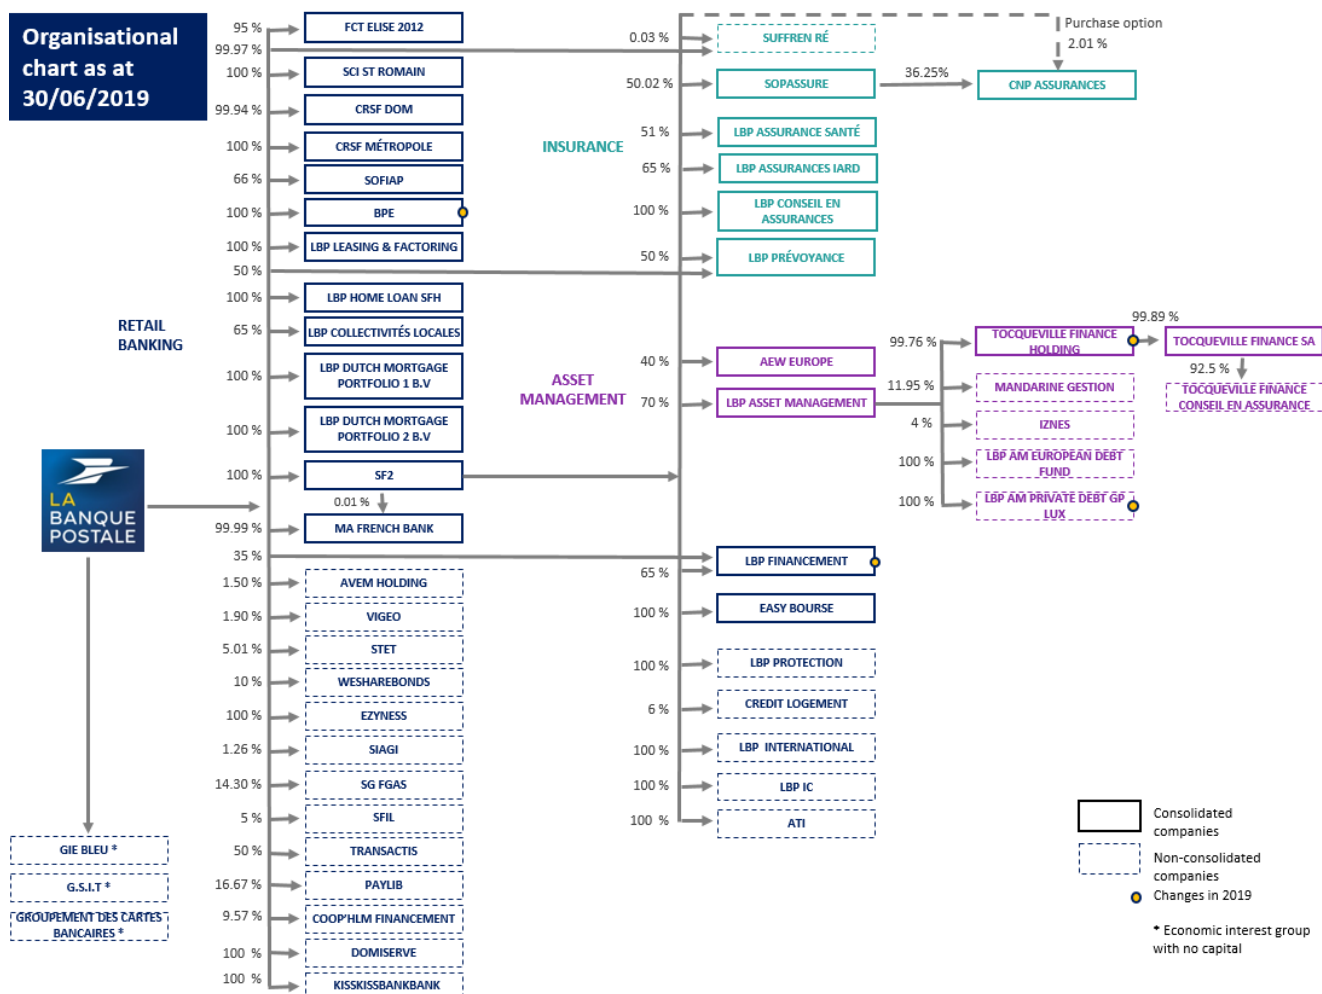 Organisational
chart as at
30/06/2019
95 %
FCT ELISE 2012
99.97 %
100 %
SCI ST ROMAIN
99.94 %
CRSF DOM
100 %
CRSF MÉTROPOLE
66 %
SOFIAP
100 %
BPE
100 %
LBP LEASING & FACTORING
50 %
RETAIL
BANKING
100 %
LBP HOME LOAN SFH
65 %
LBP COLLECTIVITÉS LOCALES
100 %
LBP DUTCH MORTGAGE
PORTFOLIO 1 B.V
100 %
LBP DUTCH MORTGAGE
PORTFOLIO 2 B.V
100 %
SF2
0.01 %
99.99 %
MA FRENCH BANK
35 %
LA
BANQUE
POSTALE
1.50 %
AVEM HOLDING
1.90 %
VIGEO
5.01 %
STET
10 %
WESHAREBONDS
100 %
EZYNESS
1.26 %
SIAGI
14.30 %
SG FGAS
5 %
SFIL
50 %
TRANSACTIS
16.67 %
PAYLIB
9.57 %
COOP'HLM FINANCEMENT
100 %
DOMISERVE
100 %
KISSKISSBANKBANK
GIE BLEU *
G.S.I.T *
GROUPEMENT DES CARTES
BANCAIRES *
INSURANCE
0.03 %
SUFFREN RÉ
Purchase option
2.01 %
50.02 %
SOPASSURE
36.25%
CNP ASSURANCES
51 %
LBP ASSURANCE SANTÉ
65 %
LBP ASSURANCES IARD
100 %
LBP CONSEIL EN
ASSURANCES
50 %
LBP PRÉVOYANCE
ASSET
MANAGEMENT
40 %
AEW EUROPE
70 %
LBP ASSET MANAGEMENT
99.76 %
TOCQUEVILLE FINANCE
HOLDING
99.89 %
TOCQUEVILLE FINANCE SA
92.5 %
TOCQUEVILLE FINANCE
CONSEIL EN ASSURANCE
11.95 %
MANDARINE GESTION
4 %
IZNES
100 %
LBP AM EUROPEAN DEBT
FUND
100 %
LBP AM PRIVATE DEBT GP
LUX
65 %
LBP FINANCEMENT
100 %
EASY BOURSE
100 %
LBP PROTECTION
6 %
CREDIT LOGEMENT
100 %
LBP INTERNATIONAL
100 %
LBP IC
100 %
ATI
Consolidated
companies
Non-consolidated
companies
Changes in 2019
* Economic interest group
with no capital